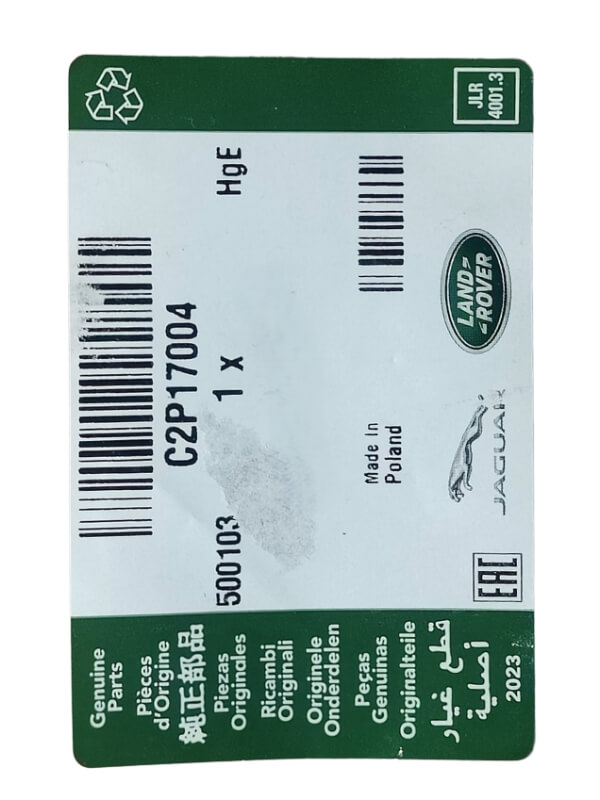 Genuine
Parts
Pièces
d'Origine
純正部品
Piezas
Originales
Ricambi
Originali
Originele
Onderdelen
Peças
Genuinas
Originalteile
قطع غيار
أصلية
2023
C2P17004
500103
1 x
HgE
Made In
Poland
EAC
JAGUAR
LAND
ROVER
JLR
4001.3